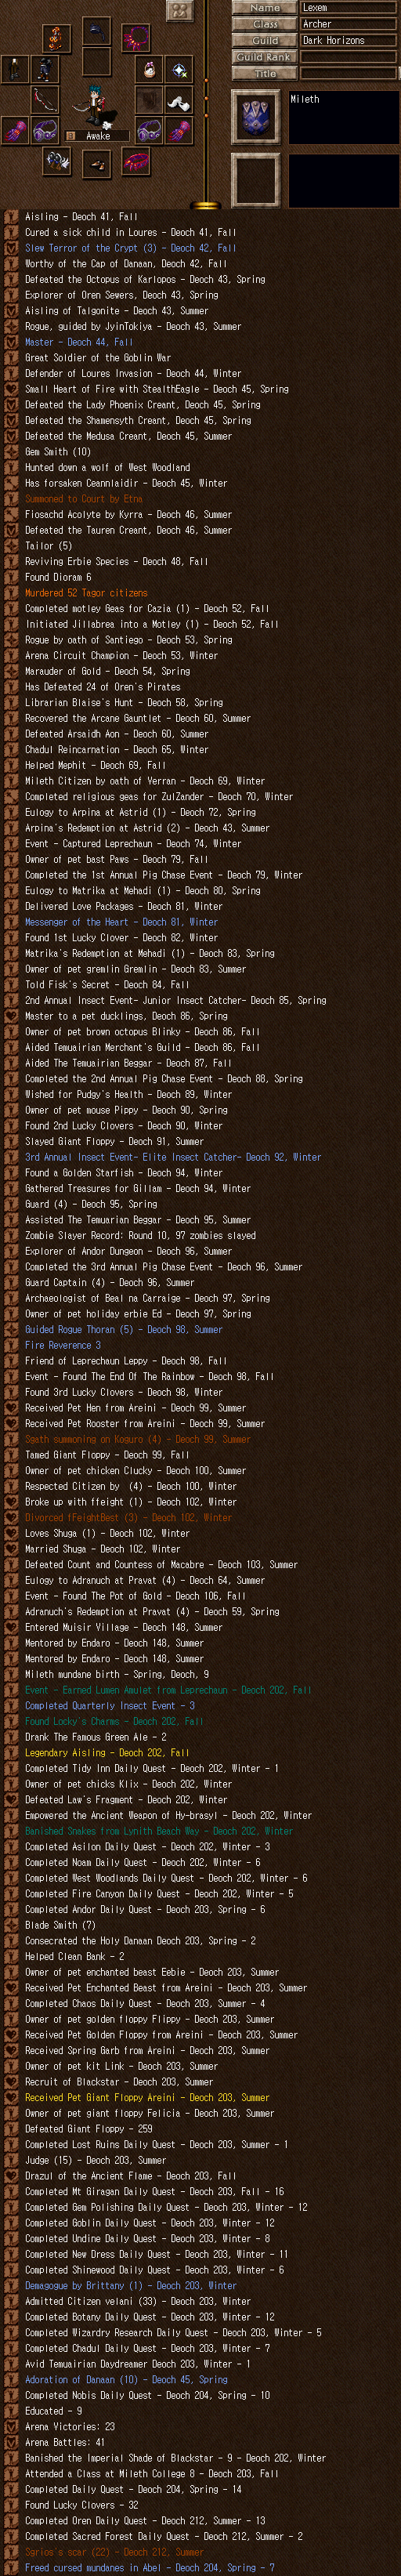 Name
Lexem
Class
Archer
Guild
Dark Horizons
Guild Rank
Title
Mileth
Awake
Aisling - Deoch 41, Fall
Cured a sick child in Loures - Deoch 41, Fall
Slew Terror of the Crypt (3) - Deoch 42, Fall
Worthy of the Cap of Danaan, Deoch 42, Fall
Defeated the Octopus of Karlopos - Deoch 43, Spring
Explorer of Oren Sewers, Deoch 43, Spring
Aisling of Talgonite - Deoch 43, Summer
Rogue, guided by JyinTokiya - Deoch 43, Summer
Master - Deoch 44, Fall
Great Soldier of the Goblin War
Defender of Loures Invasion - Deoch 44, Winter
Small Heart of Fire with StealthEagle - Deoch 45, Spring
Defeated the Lady Phoenix Creant, Deoch 45, Spring
Defeated the Shamensyth Creant, Deoch 45, Spring
Defeated the Medusa Creant, Deoch 45, Summer
Gem Smith (10)
Hunted down a wolf of West Woodland
Has forsaken Ceannlaidir - Deoch 45, Winter
Summoned to Court by Etna
Fiosachd Acolyte by Kyrra - Deoch 46, Summer
Defeated the Tauren Creant, Deoch 46, Summer
Tailor (5)
Reviving Erbie Species - Deoch 48, Fall
Found Dioram 6
Murdered 52 Tagor citizens
Completed motley Geas for Cazia (1) - Deoch 52, Fall
Initiated Jillabrea into a Motley (1) - Deoch 52, Fall
Rogue by oath of Santiego - Deoch 53, Spring
Arena Circuit Champion - Deoch 53, Winter
Marauder of Gold - Deoch 54, Spring
Has Defeated 24 of Oren's Pirates
Librarian Blaise's Hunt - Deoch 58, Spring
Recovered the Arcane Gauntlet - Deoch 60, Summer
Defeated Arsaidh Aon - Deoch 60, Summer
Chadul Reincarnation - Deoch 65, Winter
Helped Mephit - Deoch 69, Fall
Mileth Citizen by oath of Yerran - Deoch 69, Winter
Completed religious geas for ZulZander - Deoch 70, Winter
Eulogy to Arpina at Astrid (1) - Deoch 72, Spring
Arpina's Redemption at Astrid (2) - Deoch 43, Summer
Event - Captured Leprechaun - Deoch 74, Winter
Owner of pet bast Paws - Deoch 79, Fall
Completed the 1st Annual Pig Chase Event - Deoch 79, Winter
Eulogy to Matrika at Mehadi (1) - Deoch 80, Spring
Delivered Love Packages - Deoch 81, Winter
Messenger of the Heart - Deoch 81, Winter
Found 1st Lucky Clover - Deoch 82, Winter
Matrika's Redemption at Mehadi (1) - Deoch 83, Spring
Owner of pet gremlin Gremlin - Deoch 83, Summer
Told Fisk's Secret - Deoch 84, Fall
2nd Annual Insect Event- Junior Insect Catcher- Deoch 85, Spring
Master to a pet ducklings, Deoch 86, Spring
Owner of pet brown octopus Blinky - Deoch 86, Fall
Aided Temuairian Merchant's Guild - Deoch 86, Fall
Aided The Temuairian Beggar - Deoch 87, Fall
Completed the 2nd Annual Pig Chase Event - Deoch 88, Spring
Wished for Pudgy's Health - Deoch 89, Winter
Owner of pet mouse Pippy - Deoch 90, Spring
Found 2nd Lucky Clovers - Deoch 90, Winter
Slayed Giant Floppy - Deoch 91, Summer
3rd Annual Insect Event- Elite Insect Catcher- Deoch 92, Winter
Found a Golden Starfish - Deoch 94, Winter
Gathered Treasures for Gillam - Deoch 94, Winter
Guard (4) - Deoch 95, Spring
Assisted The Temuarian Beggar - Deoch 95, Summer
Zombie Slayer Record: Round 10, 97 zombies slayed
Explorer of Andor Dungeon - Deoch 96, Summer
Completed the 3rd Annual Pig Chase Event - Deoch 96, Summer
Guard Captain (4) - Deoch 96, Summer
Archaeologist of Beal na Carraige - Deoch 97, Spring
Owner of pet holiday erbie Ed - Deoch 97, Spring
Guided Rogue Thoran (5) - Deoch 98, Summer
Fire Reverence 3
Friend of Leprechaun Leppy - Deoch 98, Fall
Event - Found The End Of The Rainbow - Deoch 98, Fall
Found 3rd Lucky Clovers - Deoch 98, Winter
Received Pet Hen from Areini - Deoch 99, Summer
Received Pet Rooster from Areini - Deoch 99, Summer
Sgath summoning on Koguro (4) - Deoch 99, Summer
Tamed Giant Floppy - Deoch 99, Fall
Owner of pet chicken Clucky - Deoch 100, Summer
Respected Citizen by  (4) - Deoch 100, Winter
Broke up with ffeight (1) - Deoch 102, Winter
Divorced fFeightBest (3) - Deoch 102, Winter
Loves Shuga (1) - Deoch 102, Winter
Married Shuga - Deoch 102, Winter
Defeated Count and Countess of Macabre - Deoch 103, Summer
Eulogy to Adranuch at Pravat (4) - Deoch 64, Summer
Event - Found The Pot of Gold - Deoch 106, Fall
Adranuch's Redemption at Pravat (4) - Deoch 59, Spring
Entered Muisir Village - Deoch 148, Summer
Mentored by Endaro - Deoch 148, Summer
Mentored by Endaro - Deoch 148, Summer
Mileth mundane birth - Spring, Deoch, 9
Event - Earned Lumen Amulet from Leprechaun - Deoch 202, Fall
Completed Quarterly Insect Event - 3
Found Locky's Charms - Deoch 202, Fall
Drank The Famous Green Ale - 2
Legendary Aisling - Deoch 202, Fall
Completed Tidy Inn Daily Quest - Deoch 202, Winter - 1
Owner of pet chicks Klix - Deoch 202, Winter
Defeated Law's Fragment - Deoch 202, Winter
Empowered the Ancient Weapon of Hy-brasyl - Deoch 202, Winter
Banished Snakes from Lynith Beach Way - Deoch 202, Winter
Completed Asilon Daily Quest - Deoch 202, Winter - 3
Completed Noam Daily Quest - Deoch 202, Winter - 6
Completed West Woodlands Daily Quest - Deoch 202, Winter - 6
Completed Fire Canyon Daily Quest - Deoch 202, Winter - 5
Completed Andor Daily Quest - Deoch 203, Spring - 6
Blade Smith (7)
Consecrated the Holy Danaan Deoch 203, Spring - 2
Helped Clean Bank - 2
Owner of pet enchanted beast Eebie - Deoch 203, Summer
Received Pet Enchanted Beast from Areini - Deoch 203, Summer
Completed Chaos Daily Quest - Deoch 203, Summer - 4
Owner of pet golden floppy Flippy - Deoch 203, Summer
Received Pet Golden Floppy from Areini - Deoch 203, Summer
Received Spring Garb from Areini - Deoch 203, Summer
Owner of pet kit Link - Deoch 203, Summer
Recruit of Blackstar - Deoch 203, Summer
Received Pet Giant Floppy Areini - Deoch 203, Summer
Owner of pet giant floppy Felicia - Deoch 203, Summer
Defeated Giant Floppy - 259
Completed Lost Ruins Daily Quest - Deoch 203, Summer - 1
Judge (15) - Deoch 203, Summer
Drazul of the Ancient Flame - Deoch 203, Fall
Completed Mt Giragan Daily Quest - Deoch 203, Fall - 16
Completed Gem Polishing Daily Quest - Deoch 203, Winter - 12
Completed Goblin Daily Quest - Deoch 203, Winter - 12
Completed Undine Daily Quest - Deoch 203, Winter - 8
Completed New Dress Daily Quest - Deoch 203, Winter - 11
Completed Shinewood Daily Quest - Deoch 203, Winter - 6
Demagogue by Brittany (1) - Deoch 203, Winter
Admitted Citizen velani (33) - Deoch 203, Winter
Completed Botany Daily Quest - Deoch 203, Winter - 12
Completed Wizardry Research Daily Quest - Deoch 203, Winter - 5
Completed Chadul Daily Quest - Deoch 203, Winter - 7
Avid Temuairian Daydreamer Deoch 203, Winter - 1
Adoration of Danaan (10) - Deoch 45, Spring
Completed Nobis Daily Quest - Deoch 204, Spring - 10
Educated - 9
Arena Victories: 23
Arena Battles: 41
Banished the Imperial Shade of Blackstar - 9 - Deoch 202, Winter
Attended a Class at Mileth College 8 - Deoch 203, Fall
Completed Daily Quest - Deoch 204, Spring - 14
Found Lucky Clovers - 32
Completed Oren Daily Quest - Deoch 212, Summer - 13
Completed Sacred Forest Daily Quest - Deoch 212, Summer - 2
Sgrios's scar (22) - Deoch 212, Summer
Freed cursed mundanes in Abel - Deoch 204, Spring - 7